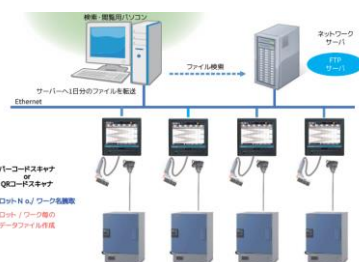 検索・閲覧用パソコン
ネットワーク
サーバ
FTP
サーバ
ファイル検索
サーバーへ1日分のファイルを転送
Ethernet
バーコードスキャナ
or
QRコードスキャナ
ロットNo./ワーク名読取
ロット / ワーク毎の
データファイル作成